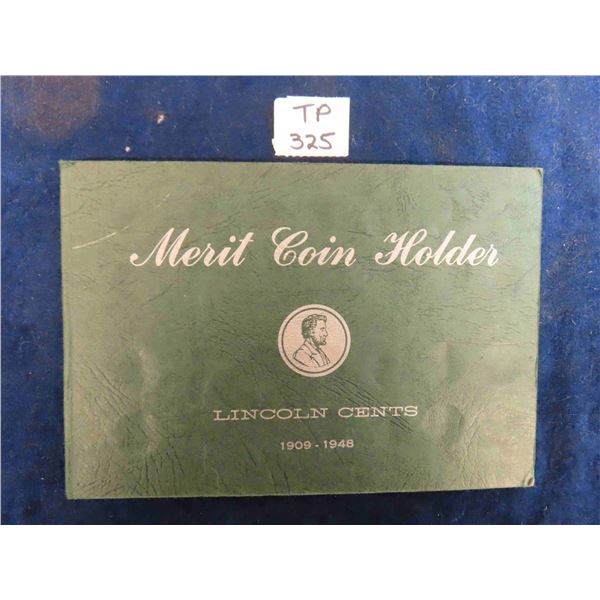 TP
325
Merit Coin Holder
LINCOLN CENTS
1909 - 1948